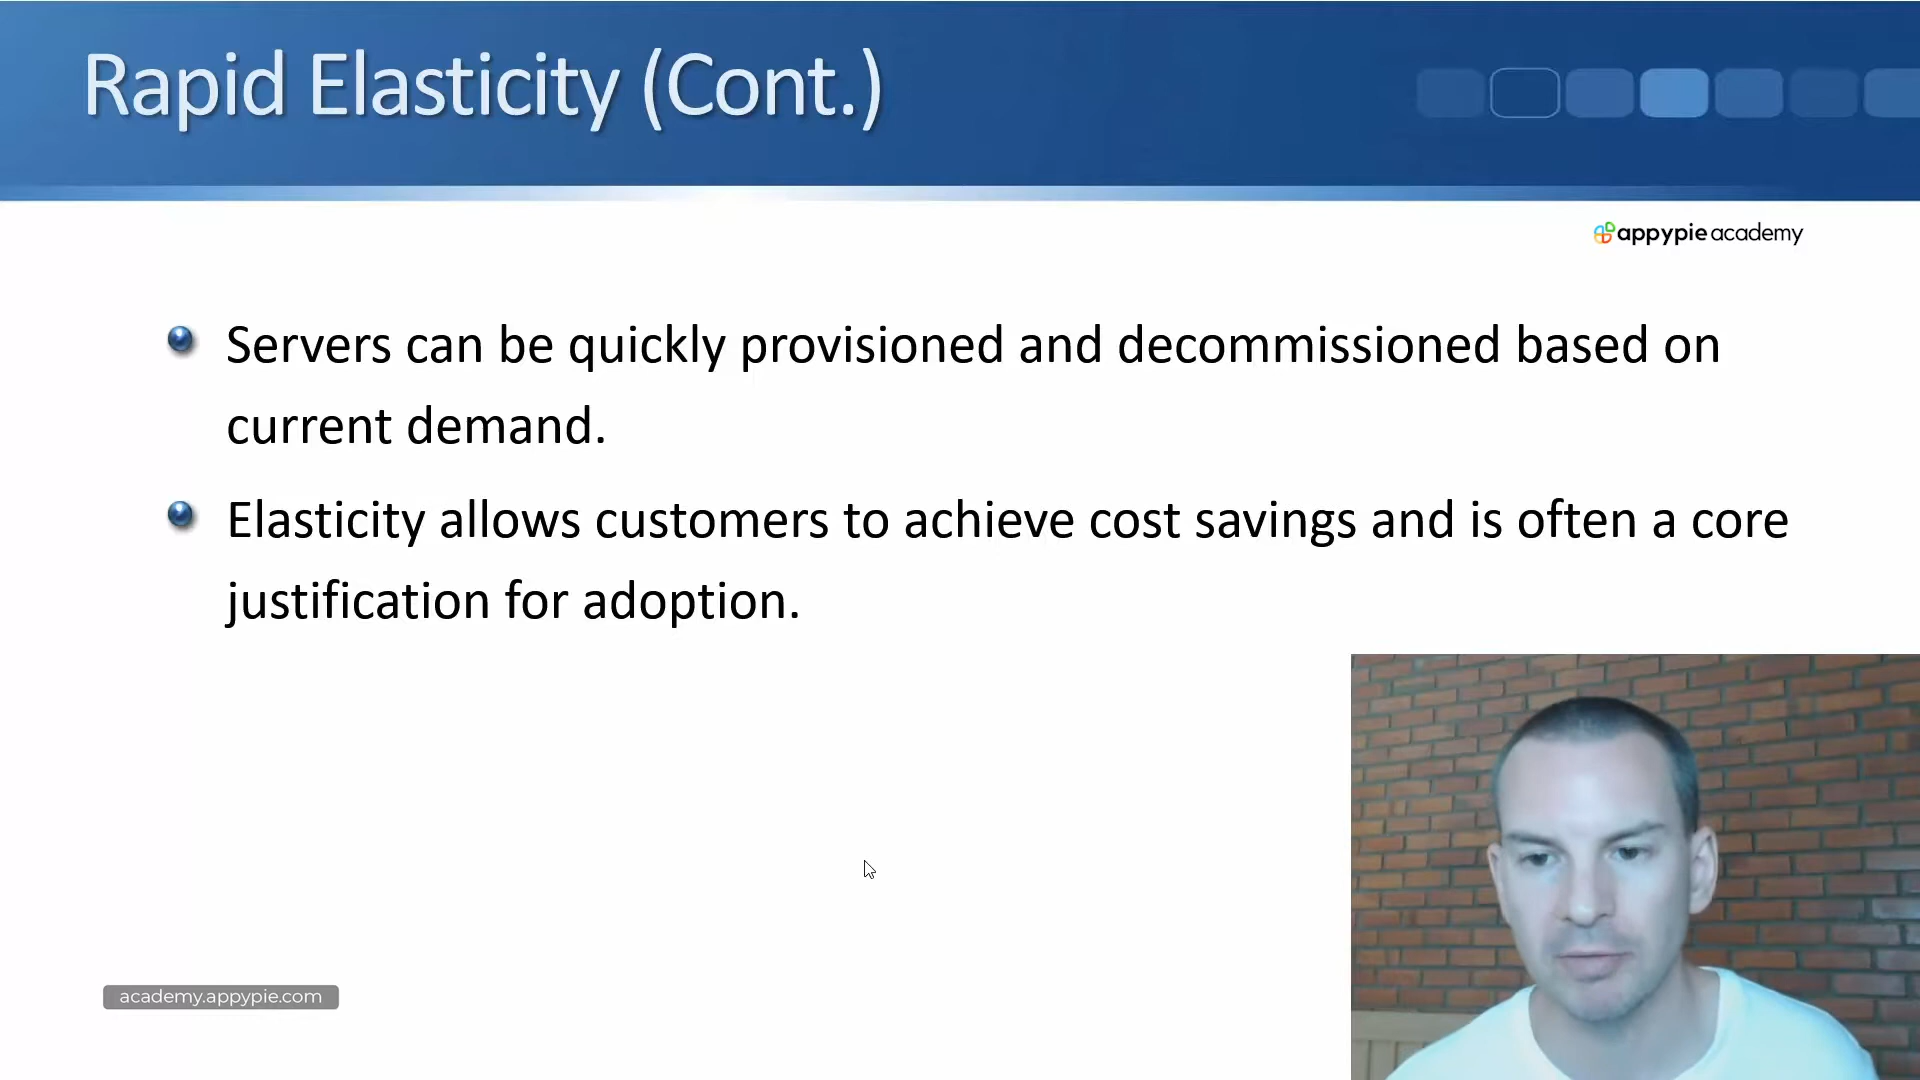 Rapid Elasticity (Cont.)
appypie academy
Servers can be quickly provisioned and decommissioned based on
current demand.
Elasticity allows customers to achieve cost savings and is often a core
justification for adoption.
academy.appypie.com